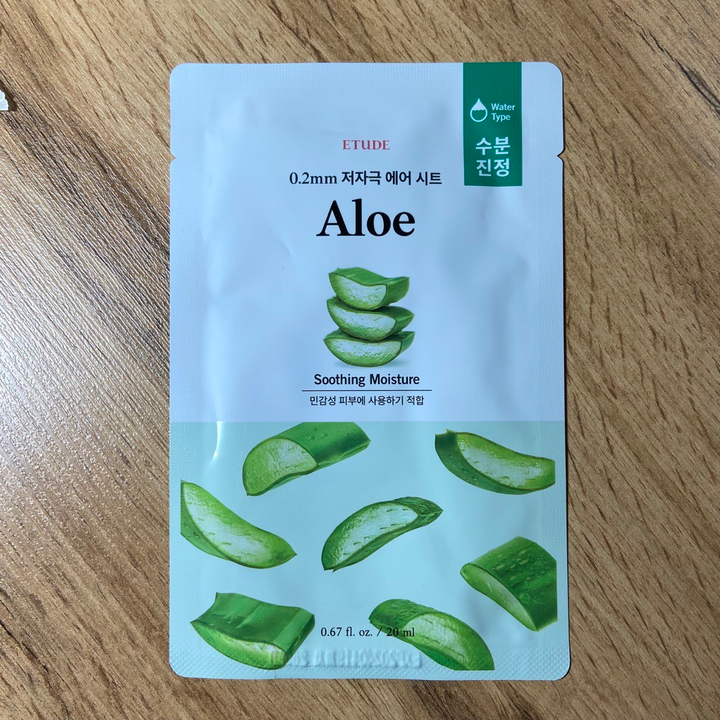 Water
Type
수분
진정
ETUDE
0.2mm 저자극 에어 시트
Aloe
Soothing Moisture
민감성 피부에 사용하기 적합
0.67 fl. oz. / 20 ml